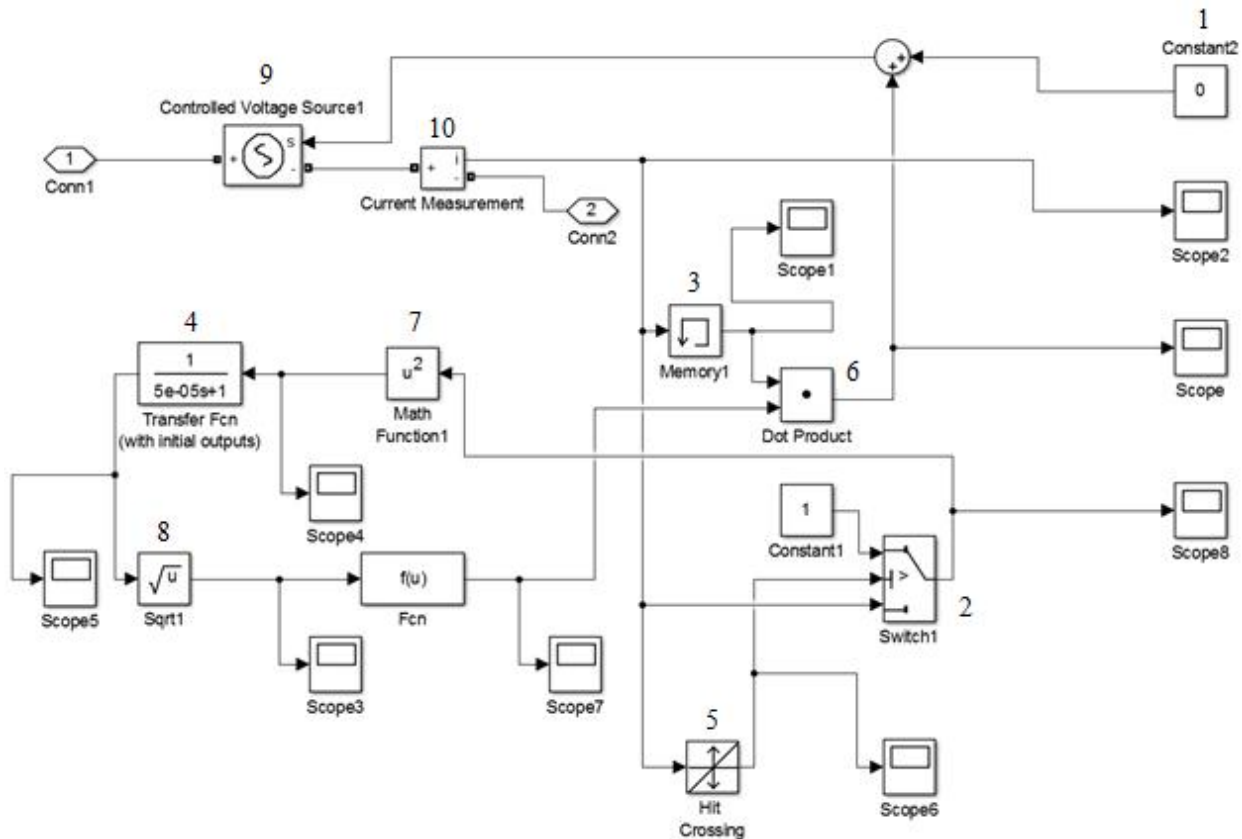 1
Constant2
0
9
Controlled Voltage Source1
s
+
-
10
+
i
-
Current Measurement
1
Conn1
2
Conn2
+
+
Scope2
Scope1
3
Memory1
4
1
5e-05s+1
Transfer Fcn
(with initial outputs)
7
u2
Math
Function1
6
Dot Product
Scope
Scope4
1
Constant1
>
2
Switch1
Scope8
Scope5
8
√u
Sqrt1
f(u)
Fcn
Scope3
Scope7
5
Hit
Crossing
Scope6